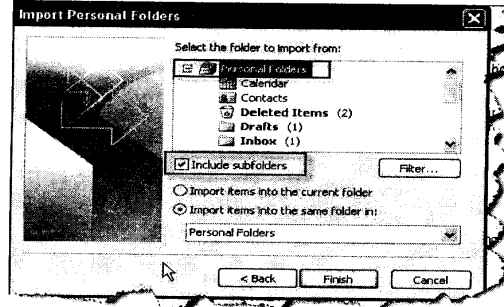 Import Personal Folders
Select the folder to import from:
Personal Folders
Calendar
Contacts
Deleted Items (2)
Drafts (1)
Inbox (1)
Include subfolders
Filter...
Import items into the current folder
Import items into the same folder in:
Personal Folders
< Back
Finish
Cancel